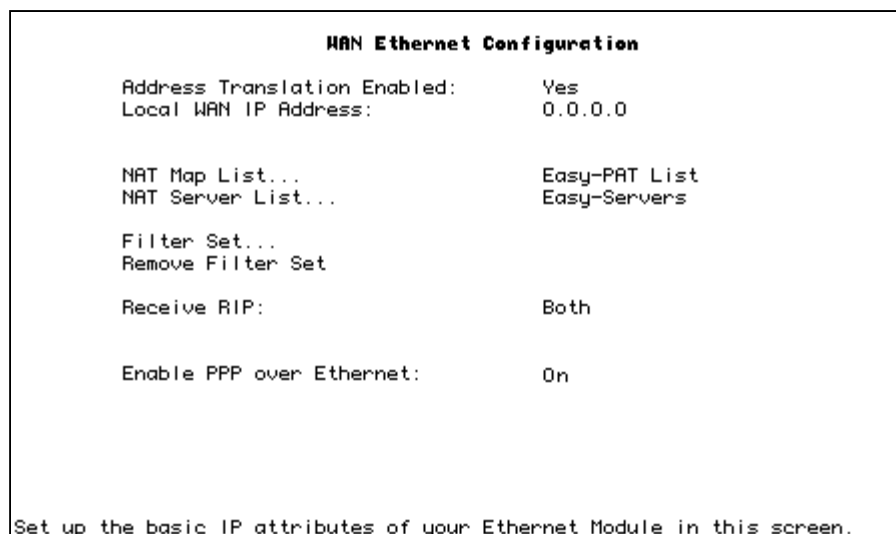 WAN Ethernet Configuration
Address Translation Enabled: Yes
Local WAN IP Address: 0.0.0.0
NAT Map List... Easy-PAT List
NAT Server List... Easy-Servers
Filter Set...
Remove Filter Set
Receive RIP: Both
Enable PPP over Ethernet: On
Set up the basic IP attributes of your Ethernet Module in this screen.